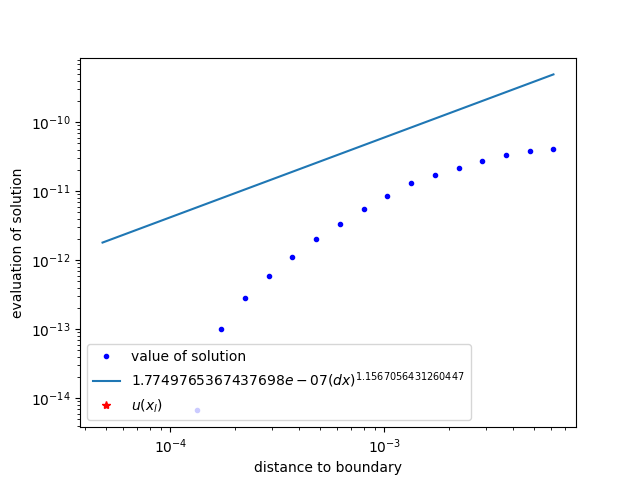 10^{-10}
10^{-11}
10^{-12}
10^{-13}
10^{-14}
evaluation of solution
value of solution
1.7749765367437698e − 07(dx)^{1.1567056431260447}
u(x_l)
10^{-4}
10^{-3}
distance to boundary